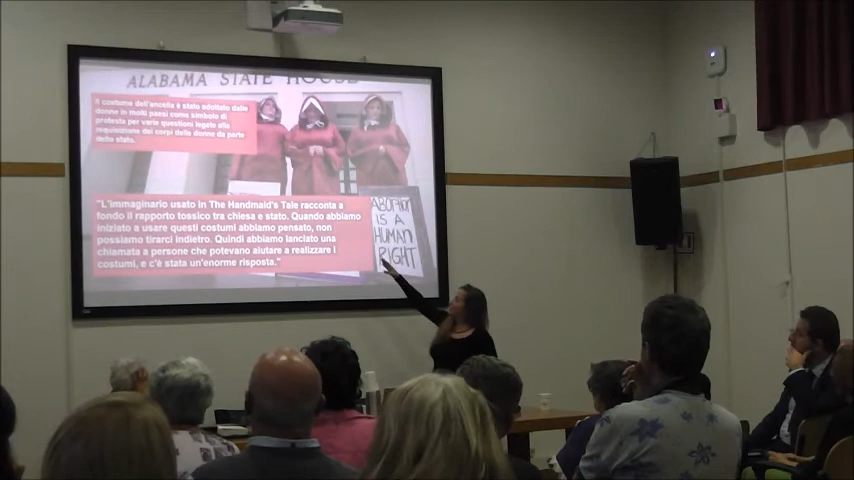 ALABAMA STATE HOUSE
Il costume dell'ancella è stato adottato dalle
donne in molti paesi come simbolo di
protesta per varie questioni legate alla
requisizione dei corpi delle donne da parte
dello stato.
"L'immaginario usato in The Handmaid's Tale racconta a
fondo il rapporto tossico tra chiesa e stato. Quando abbiamo
iniziato a usare questi costumi abbiamo pensato, non
possiamo tirarci indietro. Quindi abbiamo lanciato una
chiamata a persone che potevano aiutare a realizzare i
costumi, e c'è stata un'enorme risposta."
ABORTION
IS A
HUMAN
RIGHT